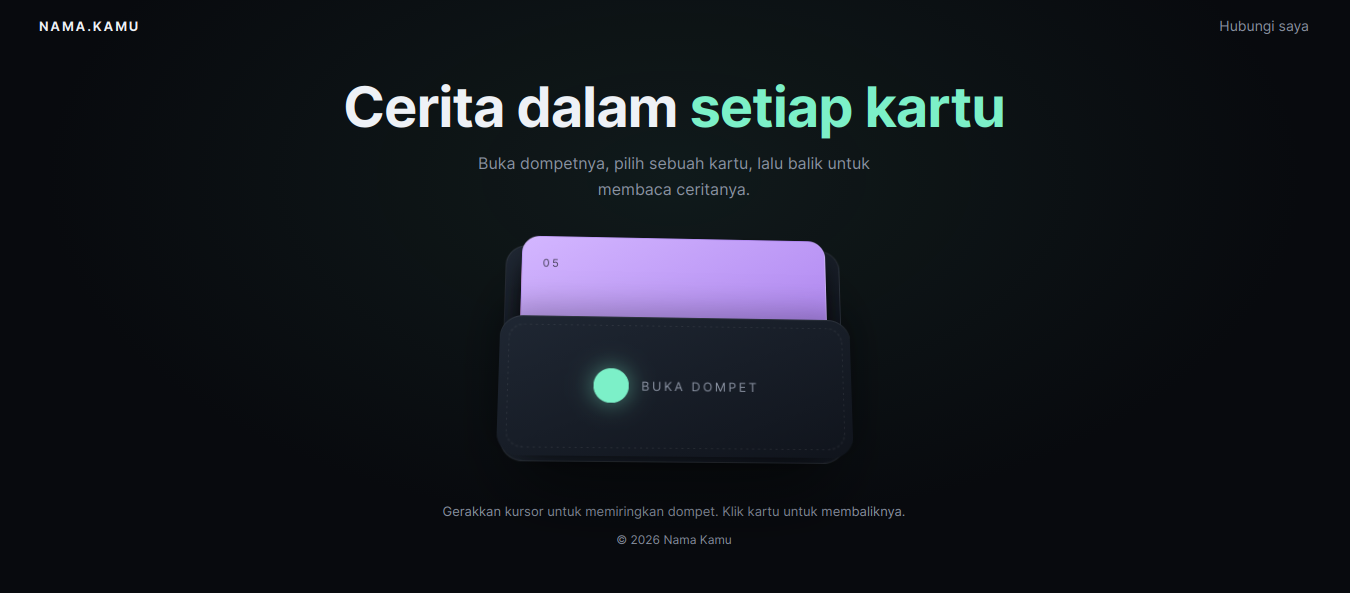 NAMA.KAMU
Hubungi saya
Cerita dalam setiap kartu
Buka dompetnya, pilih sebuah kartu, lalu balik untuk
membaca ceritanya.
05
BUKA DOMPET
Gerakkan kursor untuk memiringkan dompet. Klik kartu untuk membaliknya.
© 2026 Nama Kamu